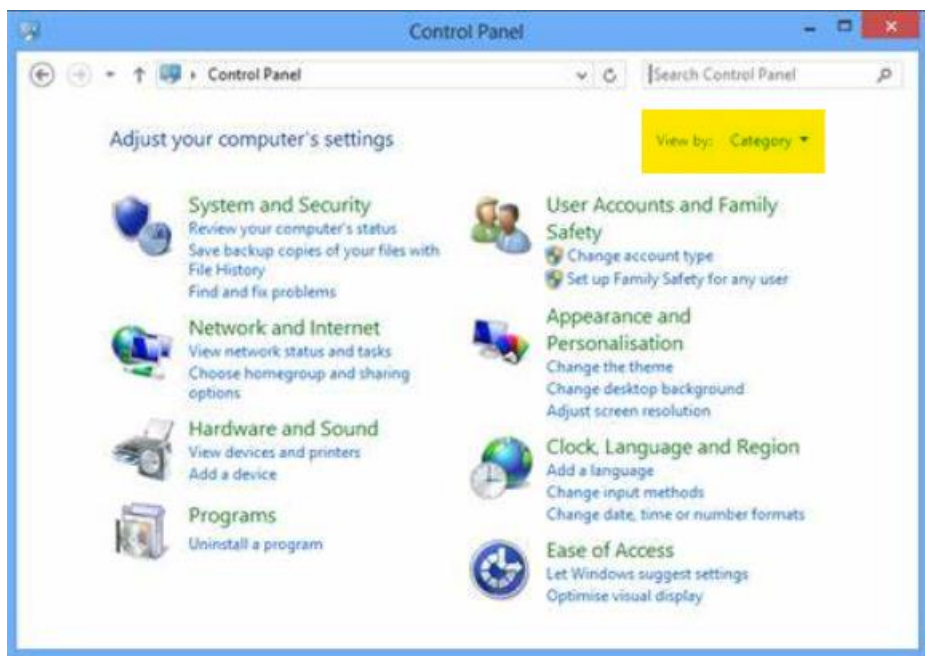 Control Panel
Control Panel
Search Control Panel
Adjust your computer's settings
View by: Category
System and Security
Review your computer's status
Save backup copies of your files with
File History
Find and fix problems
Network and Internet
View network status and tasks
Choose homegroup and sharing
options
Hardware and Sound
View devices and printers
Add a device
Programs
Uninstall a program
User Accounts and Family
Safety
Change account type
Set up Family Safety for any user
Appearance and
Personalisation
Change the theme
Change desktop background
Adjust screen resolution
Clock, Language and Region
Add a language
Change input methods
Change date, time or number formats
Ease of Access
Let Windows suggest settings
Optimise visual display